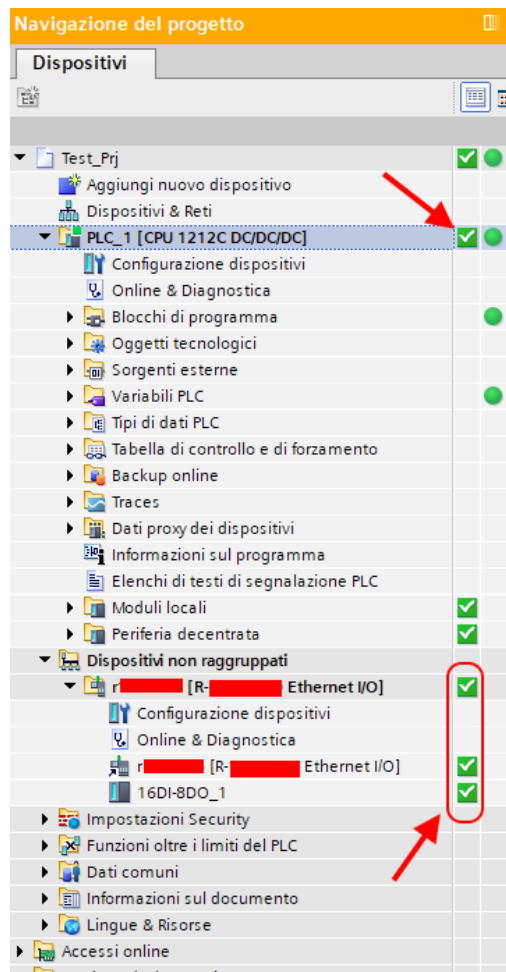 Navigazione del progetto
Dispositivi
Test_Prj
Aggiungi nuovo dispositivo
Dispositivi & Reti
PLC_1 [CPU 1212C DC/DC/DC]
Configurazione dispositivi
Online & Diagnostica
Blocchi di programma
Oggetti tecnologici
Sorgenti esterne
Variabili PLC
Tipi di dati PLC
Tabella di controllo e di forzamento
Backup online
Traces
Dati proxy dei dispositivi
Informazioni sul programma
Elenchi di testi di segnalazione PLC
Moduli locali
Periferia decentrata
Dispositivi non raggruppati
r [R- Ethernet I/O]
Configurazione dispositivi
Online & Diagnostica
r [R- Ethernet I/O]
16DI-8DO_1
Impostazioni Security
Funzioni oltre i limiti del PLC
Dati comuni
Informazioni sul documento
Lingue & Risorse
Accessi online